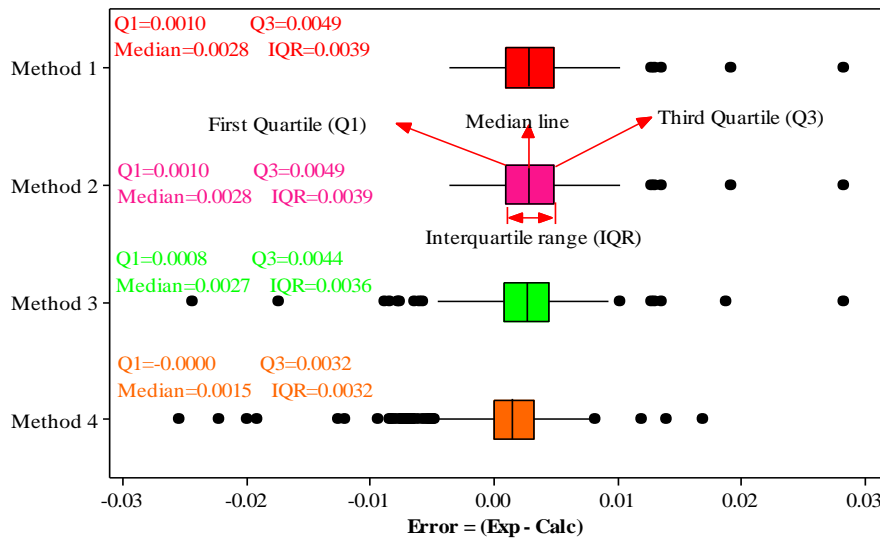 Q1=0.0010 Q3=0.0049
Median=0.0028 IQR=0.0039
Method 1
First Quartile (Q1)
Median line
Third Quartile (Q3)
Q1=0.0010 Q3=0.0049
Method 2
Median=0.0028 IQR=0.0039
Interquartile range (IQR)
Q1=0.0008 Q3=0.0044
Median=0.0027 IQR=0.0036
Method 3
Q1=-0.0000 Q3=0.0032
Median=0.0015 IQR=0.0032
Method 4
-0.03 -0.02 -0.01 0.00 0.01 0.02 0.03
Error = (Exp - Calc)